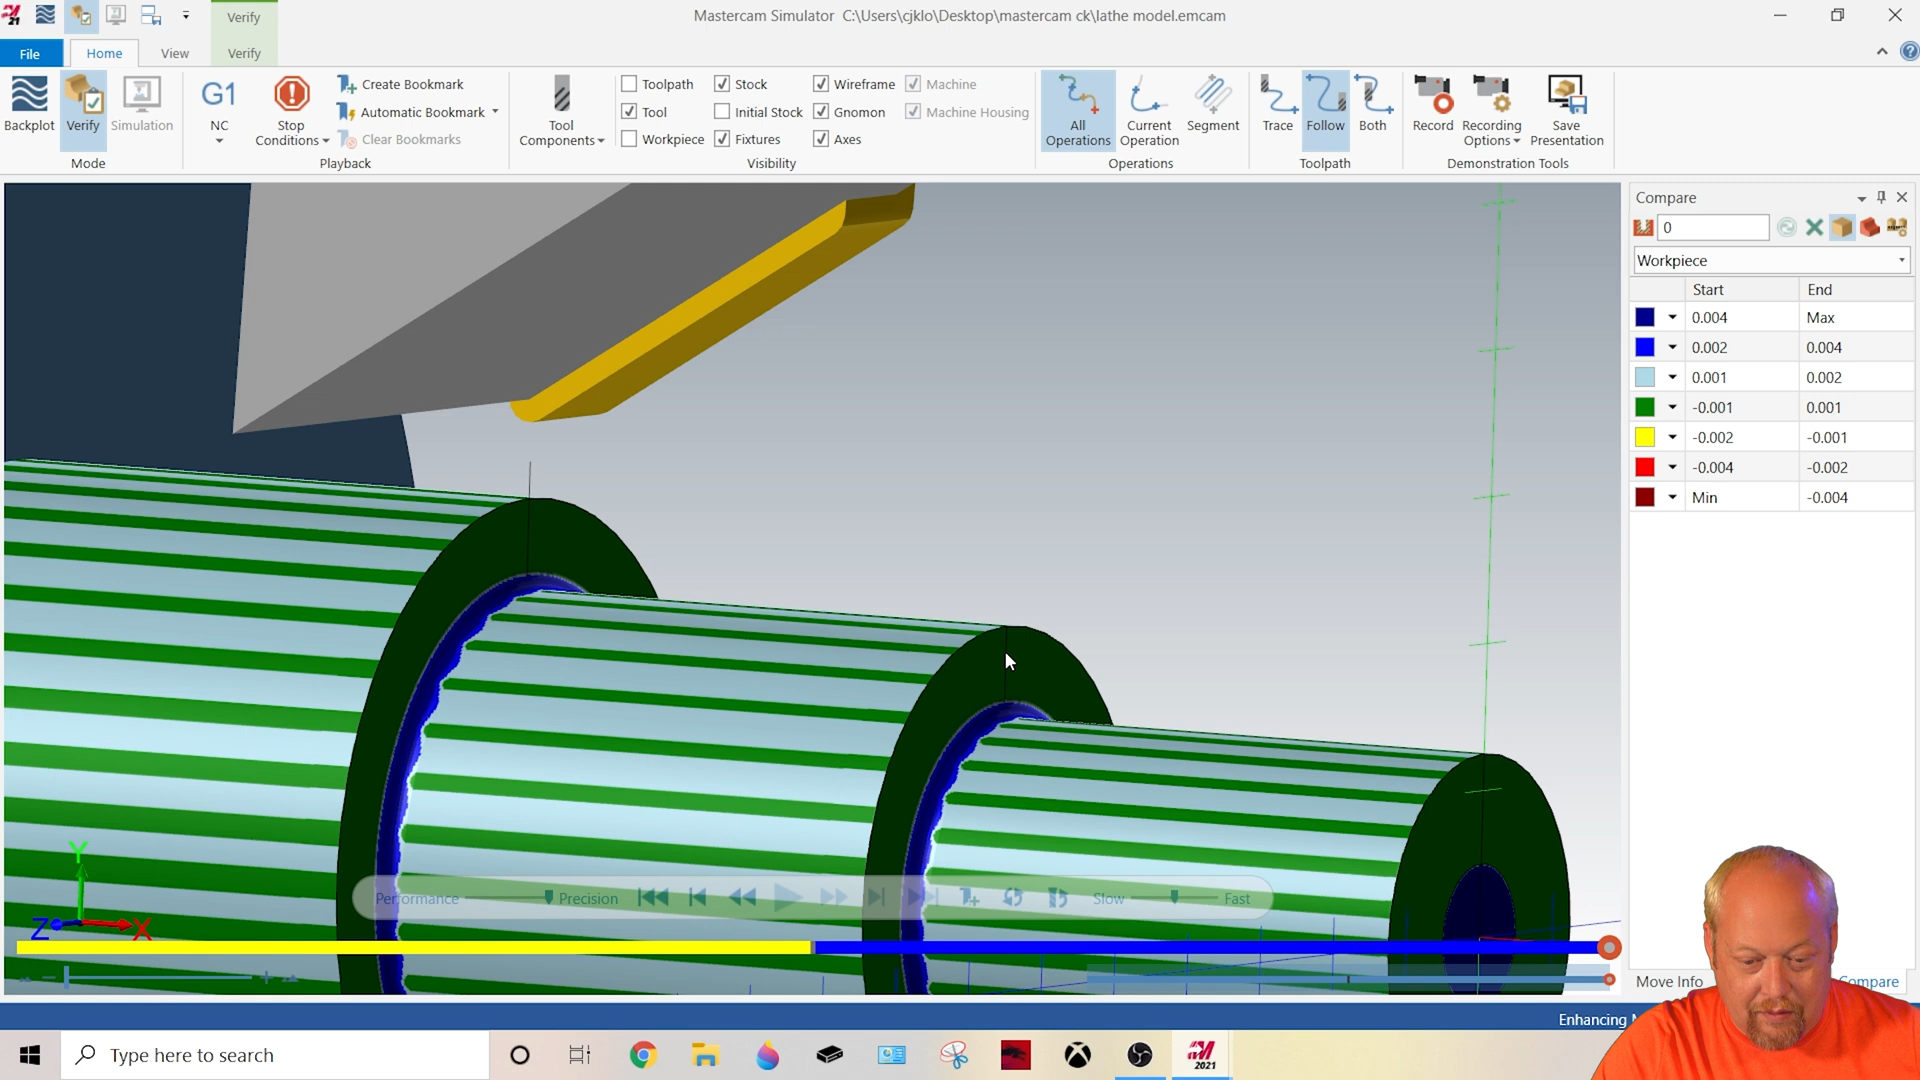 Verify
Mastercam Simulator C:\Users\cjklo\Desktop\mastercam ck\lathe model.emcam
File
Home
View
Verify
Backplot
Verify
Simulation
Mode
G1
NC
Stop Conditions
Create Bookmark
Automatic Bookmark
Clear Bookmarks
Playback
Tool Components
Toolpath
Tool
Workpiece
Stock
Initial Stock
Fixtures
Wireframe
Gnomon
Axes
Machine
Machine Housing
Visibility
All Operations
Current Operation
Segment
Operations
Trace
Follow
Both
Toolpath
Record
Recording Options
Save Presentation
Demonstration Tools
Compare
0
Workpiece
Start End
0.004 Max
0.002 0.004
0.001 0.002
-0.001 0.001
-0.002 -0.001
-0.004 -0.002
Min -0.004
Performance
Precision
Slow
Fast
Y
Z
X
Move Info
Compare
Enhancing
Type here to search
2021